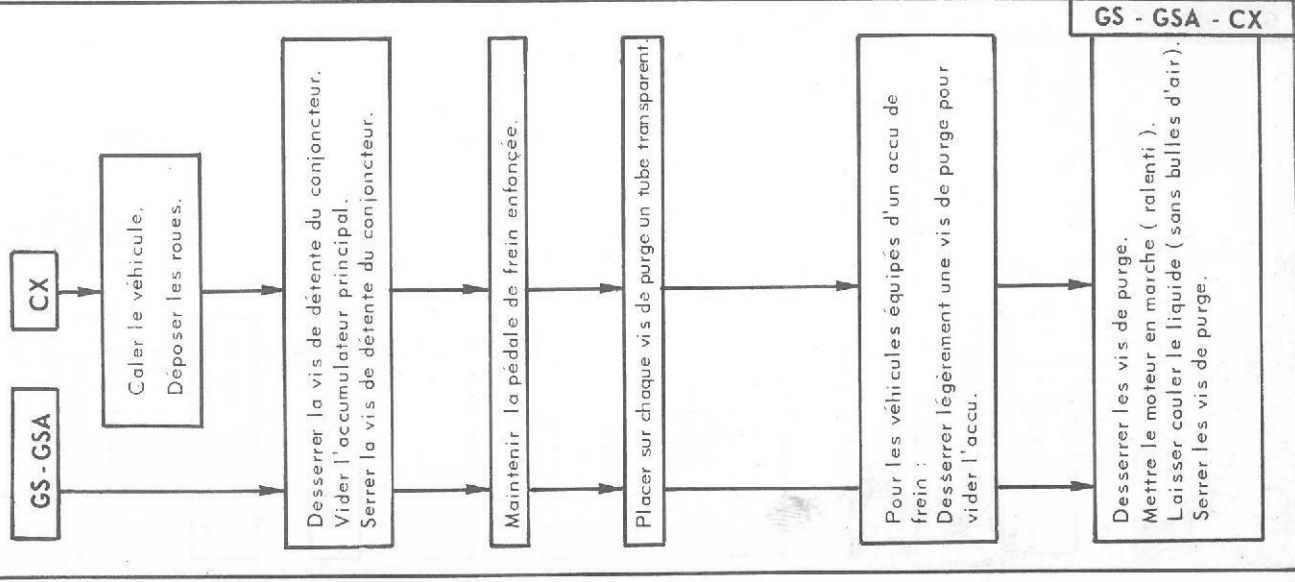 GS - GSA - CX
GS - GSA
CX
Caler le véhicule.
Déposer les roues.
Desserrer la vis de détente du conjoncteur.
Vider l'accumulateur principal.
Serrer la vis de détente du conjoncteur.
Maintenir la pédale de frein enfonçée.
Placer sur chaque vis de purge un tube transparent.
Pour les véhicules équipés d'un accu de
frein :
Desserrer légèrement une vis de purge pour
vider l'accu.
Desserrer les vis de purge.
Mettre le moteur en marche ( ralenti ).
Laisser couler le liquide ( sans bulles d'air).
Serrer les vis de purge.